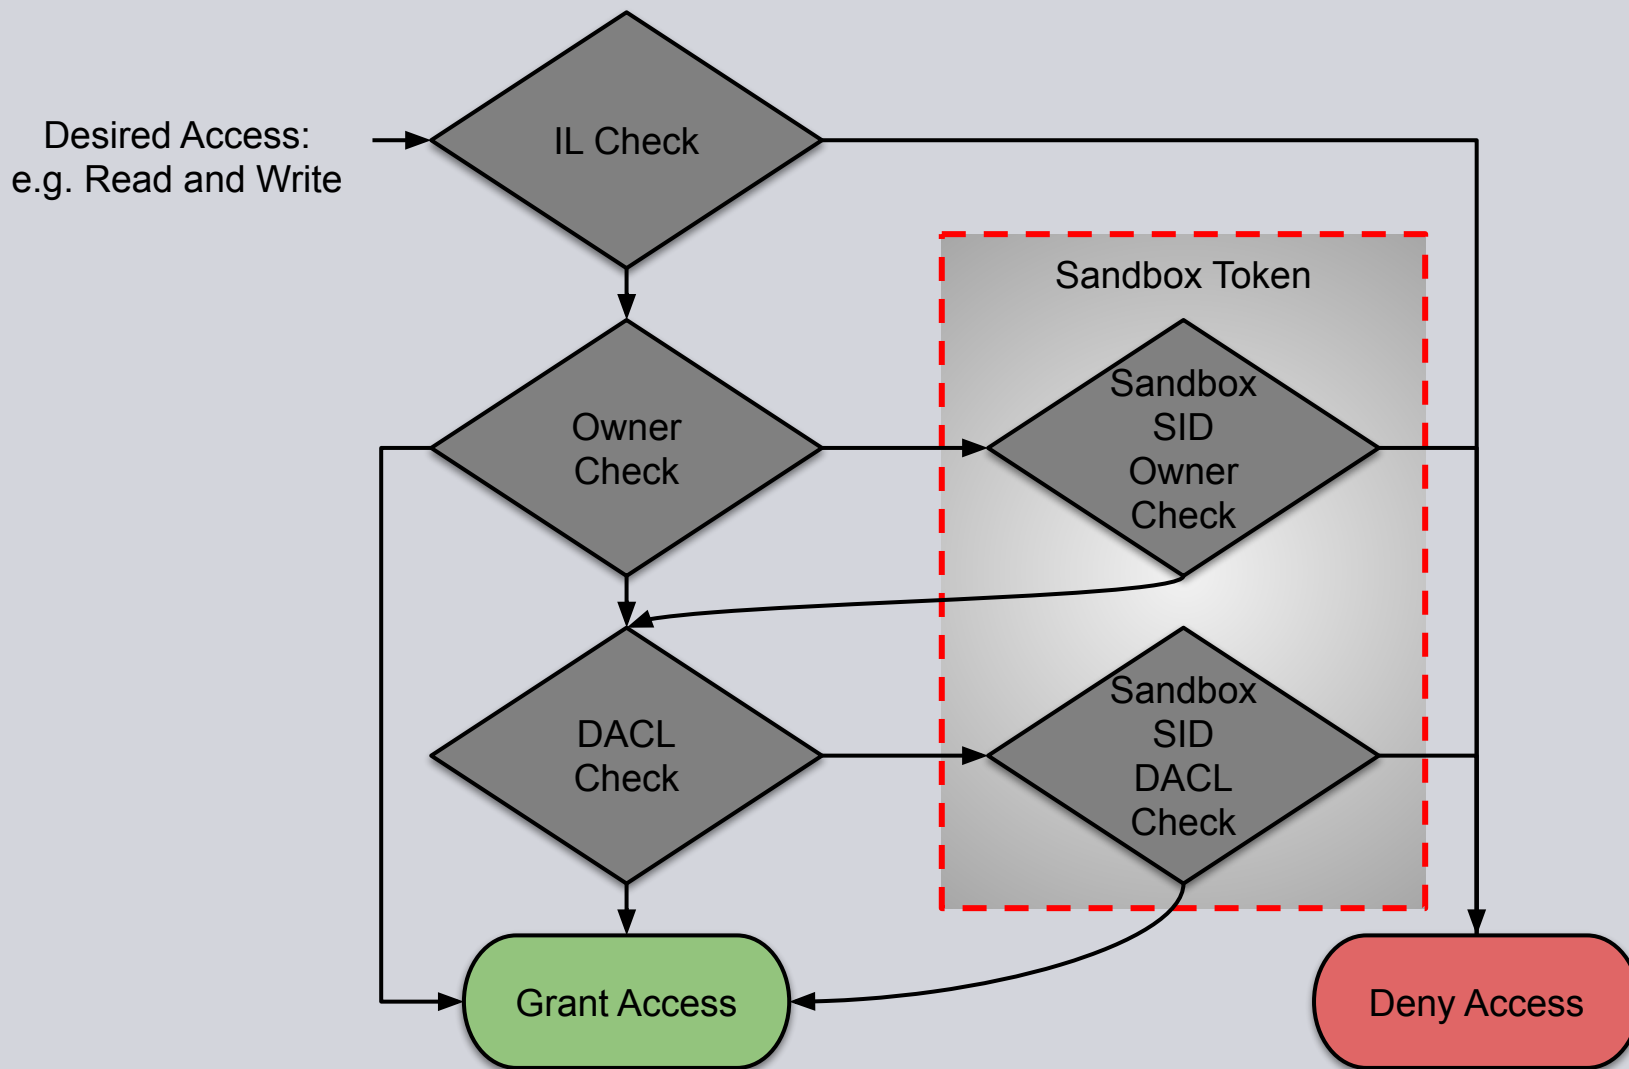 Desired Access:
e.g. Read and Write
IL Check
Sandbox Token
Owner
Check
Sandbox
SID
Owner
Check
DACL
Check
Sandbox
SID
DACL
Check
Grant Access
Deny Access